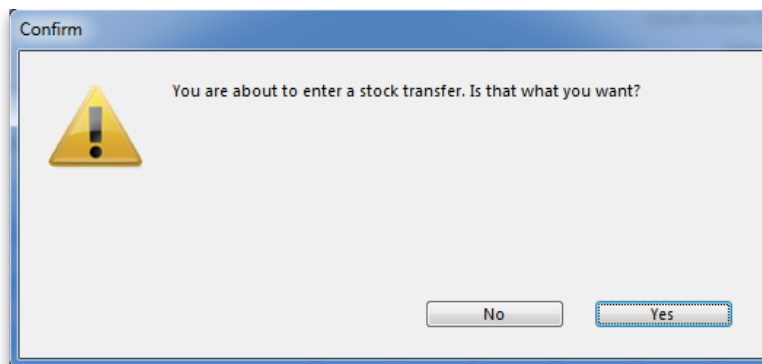 Confirm
You are about to enter a stock transfer. Is that what you want?
No Yes